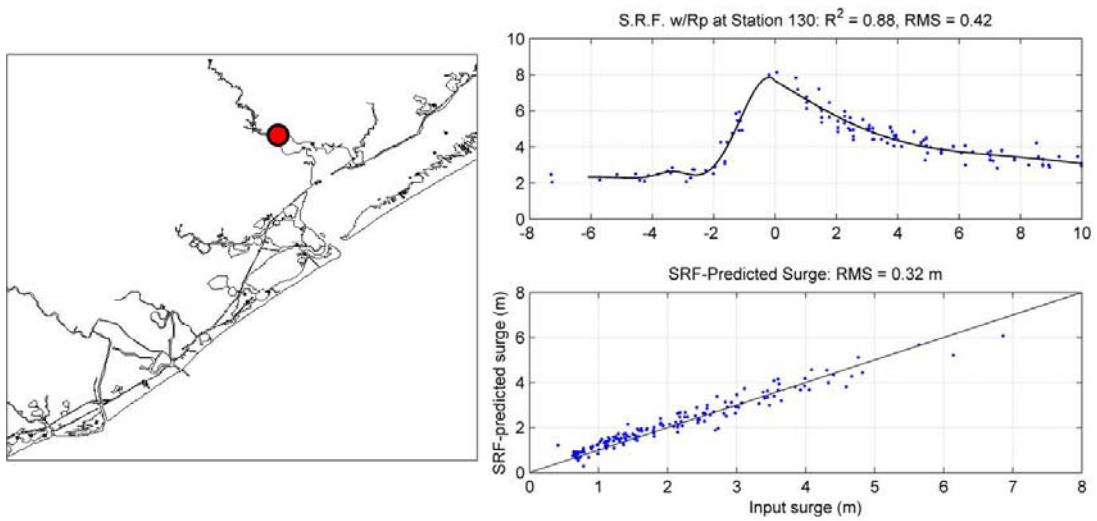 S.R.F. w/Rp at Station 130: R² = 0.88, RMS = 0.42
10
8
6
4
2
0
-8 -6 -4 -2 0 2 4 6 8 10
SRF-Predicted Surge: RMS = 0.32 m
SRF-predicted surge (m)
8
6
4
2
0
0 1 2 3 4 5 6 7 8
Input surge (m)